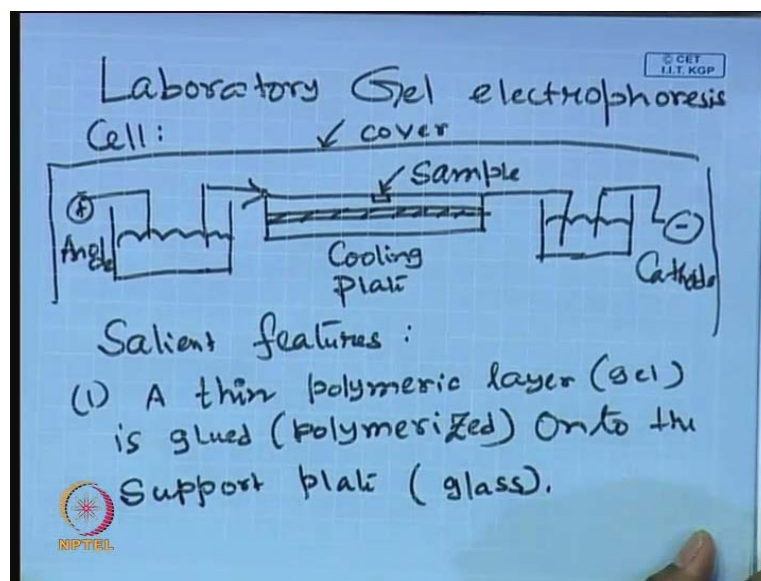 © CET
I.I.T. KGP
Laboratory Gel electrophoresis
Cell :
cover
Sample
+
Anode
Cooling
plate
-
Cathode
Salient features :
(1) A thin polymeric layer (gel)
is glued (polymerized) onto the
Support plate (glass).
NPTEL